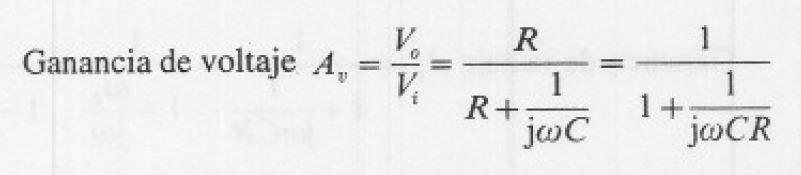 Ganancia de voltaje A_v = V_o/V_i = R/(R + 1/(jωC)) = 1/(1 + 1/(jωCR))